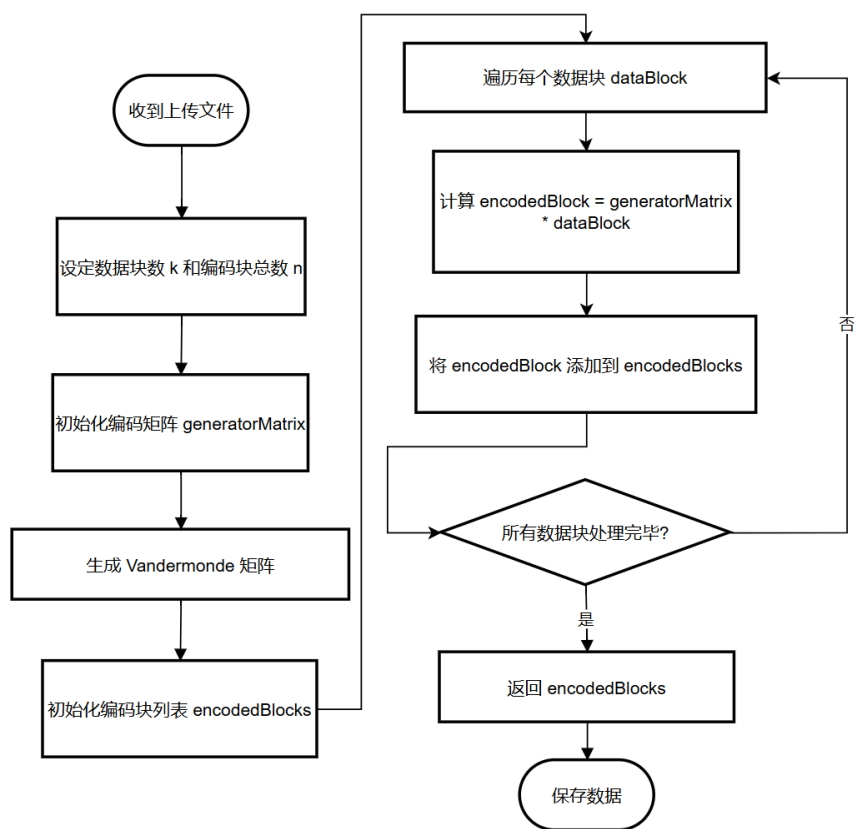 收到上传文件
设定数据块数 k 和编码块总数 n
初始化编码矩阵 generatorMatrix
生成 Vandermonde 矩阵
初始化编码块列表 encodedBlocks
遍历每个数据块 dataBlock
计算 encodedBlock = generatorMatrix
* dataBlock
将 encodedBlock 添加到 encodedBlocks
所有数据块处理完毕?
否
是
返回 encodedBlocks
保存数据